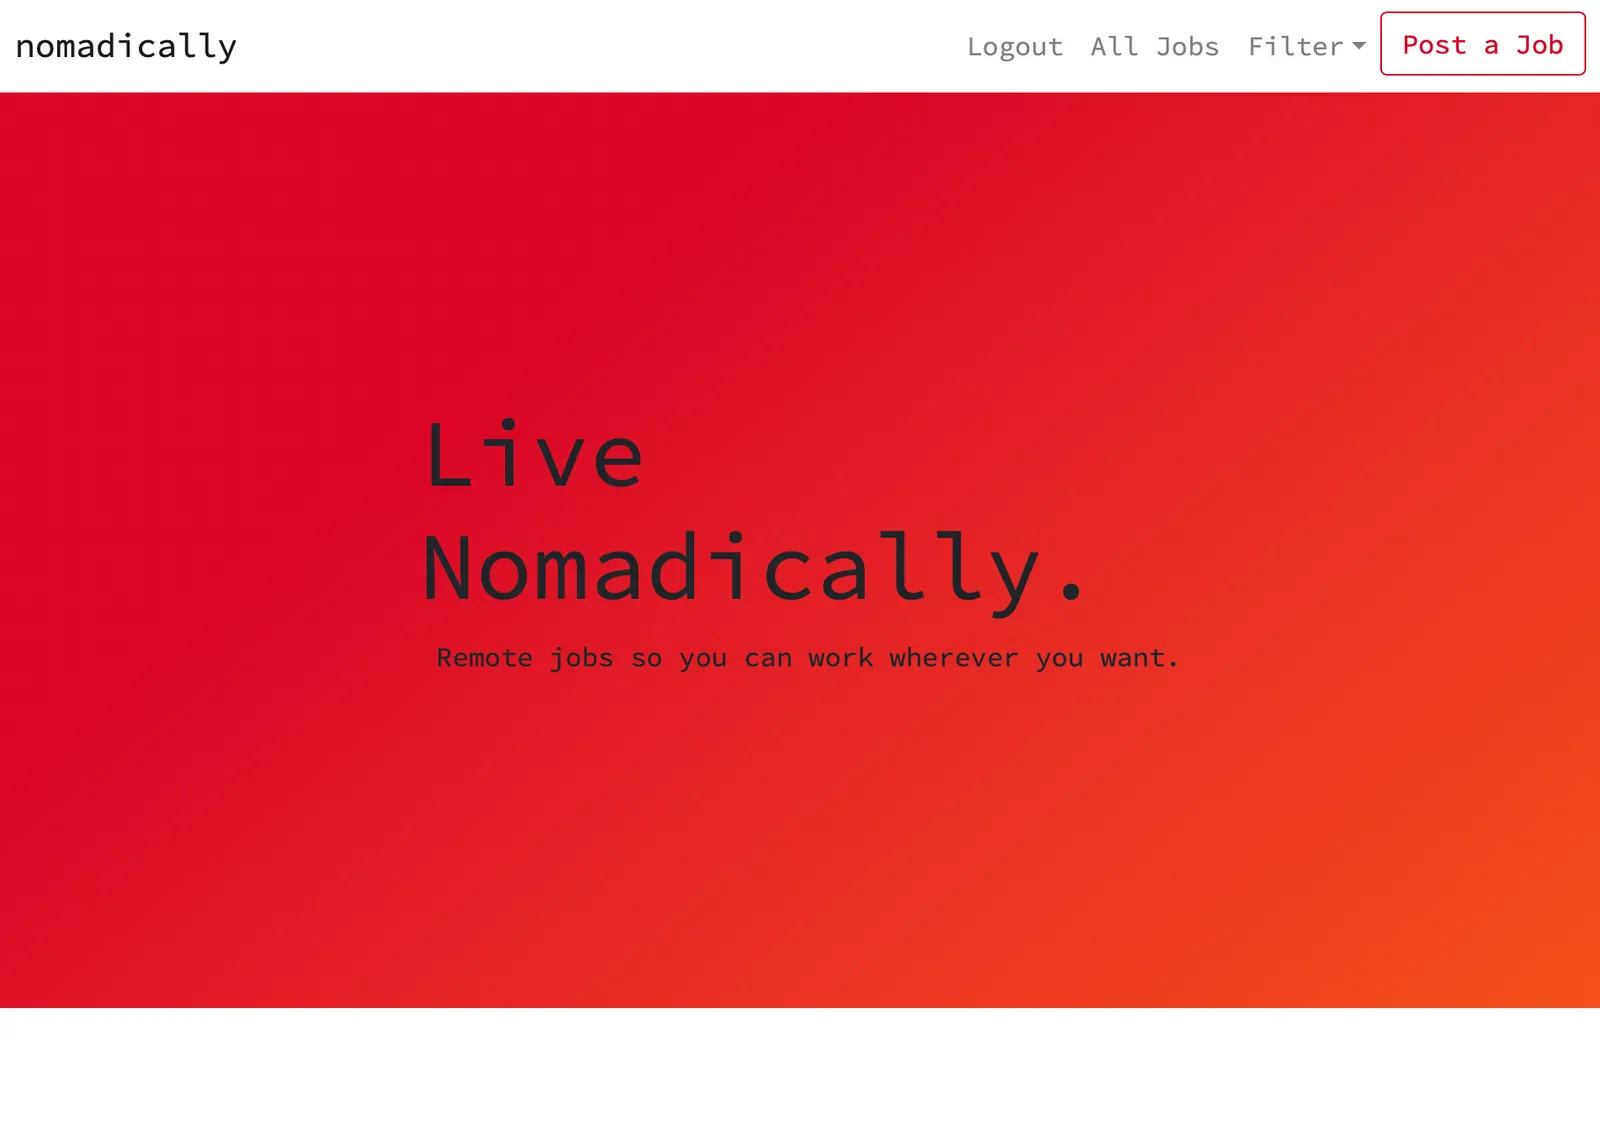 nomadically
Logout All Jobs Filter Post a Job
Live
Nomadically.
Remote jobs so you can work wherever you want.